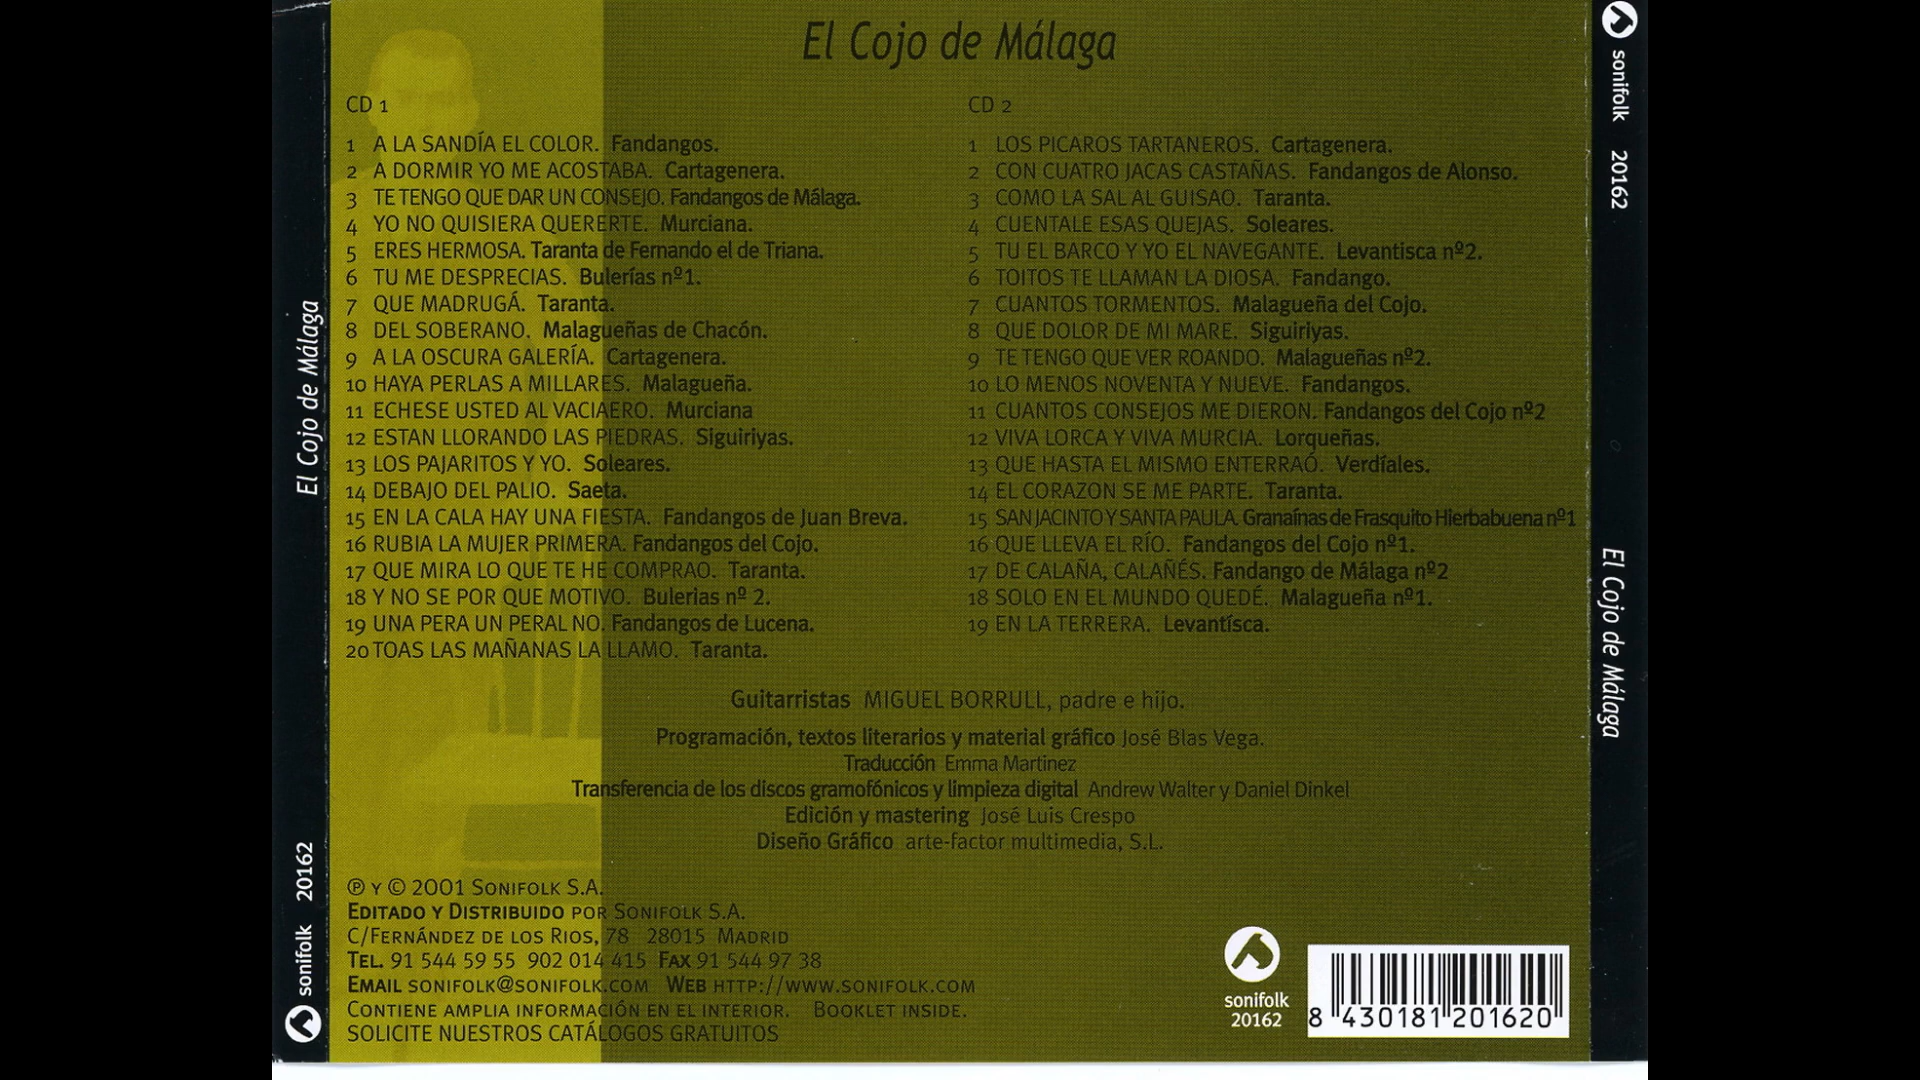 El Cojo de Málaga
CD 1
1 A LA SANDÍA EL COLOR. Fandangos.
2 A DORMIR YO ME ACOSTABA. Cartagenera.
3 TE TENGO QUE DAR UN CONSEJO. Fandangos de Málaga.
4 YO NO QUISIERA QUERERTE. Murciana.
5 ERES HERMOSA. Taranta de Fernando el de Triana.
6 TU ME DESPRECIAS. Bulerías nº1.
7 QUE MADRUGÁ. Taranta.
8 DEL SOBERANO. Malagueñas de Chacón.
9 A LA OSCURA GALERÍA. Cartagenera.
10 HAYA PERLAS A MILLARES. Malagueña.
11 ECHESE USTED AL VACIAERO. Murciana
12 ESTAN LLORANDO LAS PIEDRAS. Siguiriyas.
13 LOS PAJARITOS Y YO. Soleares.
14 DEBAJO DEL PALIO. Saeta.
15 EN LA CALA HAY UNA FIESTA. Fandangos de Juan Breva.
16 RUBIA LA MUJER PRIMERA. Fandangos del Cojo.
17 QUE MIRA LO QUE TE HE COMPRAO. Taranta.
18 Y NO SE POR QUE MOTIVO. Bulerias nº 2.
19 UNA PERA UN PERAL NO. Fandangos de Lucena.
20 TOAS LAS MAÑANAS LA LLAMO. Taranta.
CD 2
1 LOS PICAROS TARTANEROS. Cartagenera.
2 CON CUATRO JACAS CASTAÑAS. Fandangos de Alonso.
3 COMO LA SAL AL GUISAO. Taranta.
4 CUENTALE ESAS QUEJAS. Soleares.
5 TU EL BARCO Y YO EL NAVEGANTE. Levantisca nº2.
6 TOITOS TE LLAMAN LA DIOSA. Fandango.
7 CUANTOS TORMENTOS. Malagueña del Cojo.
8 QUE DOLOR DE MI MARE. Siguiriyas.
9 TE TENGO QUE VER ROANDO. Malagueñas nº2.
10 LO MENOS NOVENTA Y NUEVE. Fandangos.
11 CUANTOS CONSEJOS ME DIERON. Fandangos del Cojo nº2
12 VIVA LORCA Y VIVA MURCIA. Lorqueñas.
13 QUE HASTA EL MISMO ENTERRAÓ. Verdíales.
14 EL CORAZON SE ME PARTE. Taranta.
15 SAN JACINTO Y SANTA PAULA. Granaínas de Frasquito Hierbabuena nº1
16 QUE LLEVA EL RÍO. Fandangos del Cojo nº1.
17 DE CALAÑA, CALAÑÉS. Fandango de Málaga nº2
18 SOLO EN EL MUNDO QUEDÉ. Malagueña nº1.
19 EN LA TERRERA. Levantísca.
Guitarristas MIGUEL BORRULL, padre e hijo.
Programación, textos literarios y material gráfico José Blas Vega.
Traducción Emma Martinez
Transferencia de los discos gramofónicos y limpieza digital Andrew Walter y Daniel Dinkel
Edición y mastering José Luis Crespo
Diseño Gráfico arte-factor multimedia, S.L.
℗ Y © 2001 SONIFOLK S.A.
EDITADO Y DISTRIBUIDO POR SONIFOLK S.A.
C/FERNÁNDEZ DE LOS RIOS, 78 28015 MADRID
TEL. 91 544 59 55 902 014 415 FAX 91 544 97 38
EMAIL SONIFOLK@SONIFOLK.COM WEB HTTP://WWW.SONIFOLK.COM
CONTIENE AMPLIA INFORMACIÓN EN EL INTERIOR. BOOKLET INSIDE.
SOLICITE NUESTROS CATÁLOGOS GRATUITOS
sonifolk
20162
8 430181 201620
El Cojo de Málaga
sonifolk 20162
sonifolk 20162
El Cojo de Málaga